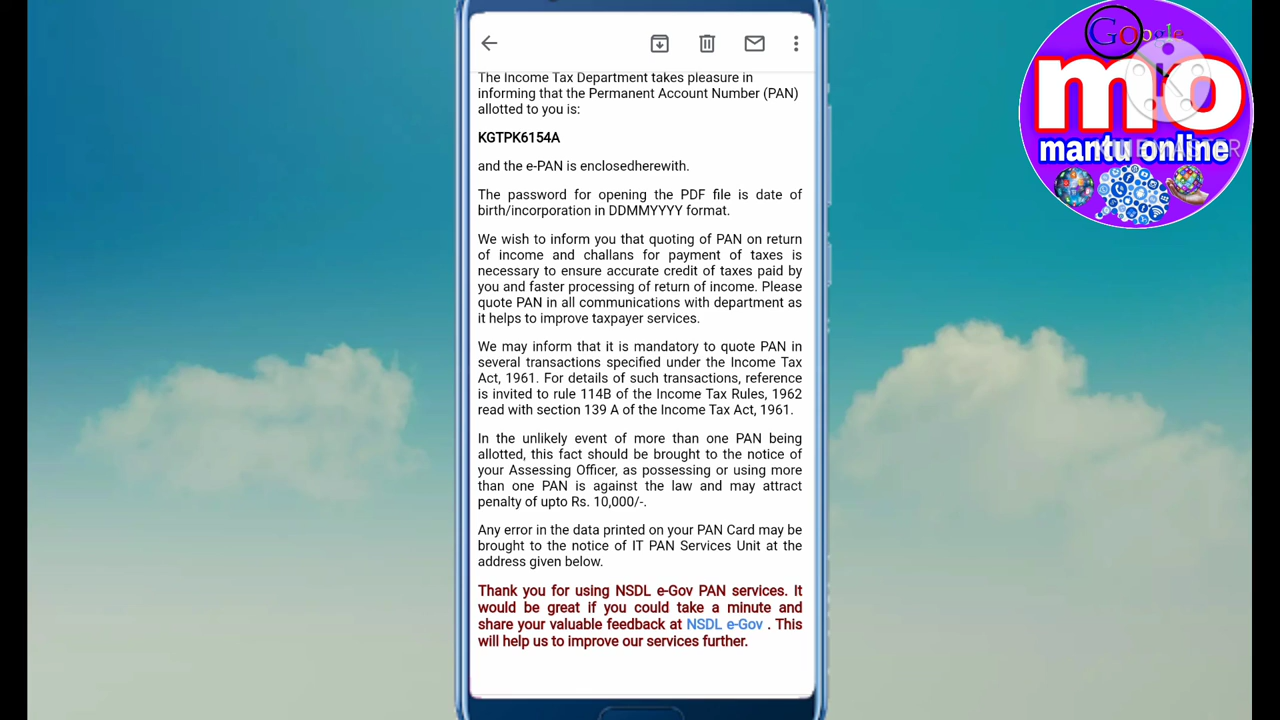 The Income Tax Department takes pleasure in
informing that the Permanent Account Number (PAN)
allotted to you is:
KGTPK6154A
and the e-PAN is enclosedherewith.
The password for opening the PDF file is date of
birth/incorporation in DDMMYYYY format.
We wish to inform you that quoting of PAN on return
of income and challans for payment of taxes is
necessary to ensure accurate credit of taxes paid by
you and faster processing of return of income. Please
quote PAN in all communications with department as
it helps to improve taxpayer services.
We may inform that it is mandatory to quote PAN in
several transactions specified under the Income Tax
Act, 1961. For details of such transactions, reference
is invited to rule 114B of the Income Tax Rules, 1962
read with section 139 A of the Income Tax Act, 1961.
In the unlikely event of more than one PAN being
allotted, this fact should be brought to the notice of
your Assessing Officer, as possessing or using more
than one PAN is against the law and may attract
penalty of upto Rs. 10,000/-.
Any error in the data printed on your PAN Card may be
brought to the notice of IT PAN Services Unit at the
address given below.
Thank you for using NSDL e-Gov PAN services. It
would be great if you could take a minute and
share your valuable feedback at NSDL e-Gov . This
will help us to improve our services further.
Google
mo
mantu online
KINEMASTER